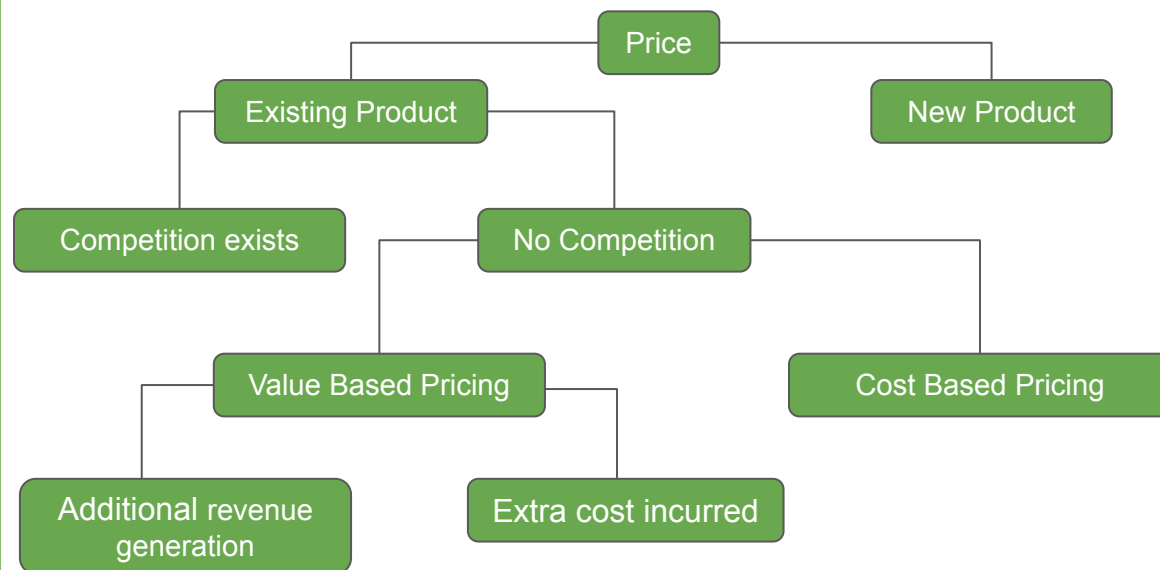 Price
Existing Product
New Product
Competition exists
No Competition
Value Based Pricing
Cost Based Pricing
Additional revenue
generation
Extra cost incurred